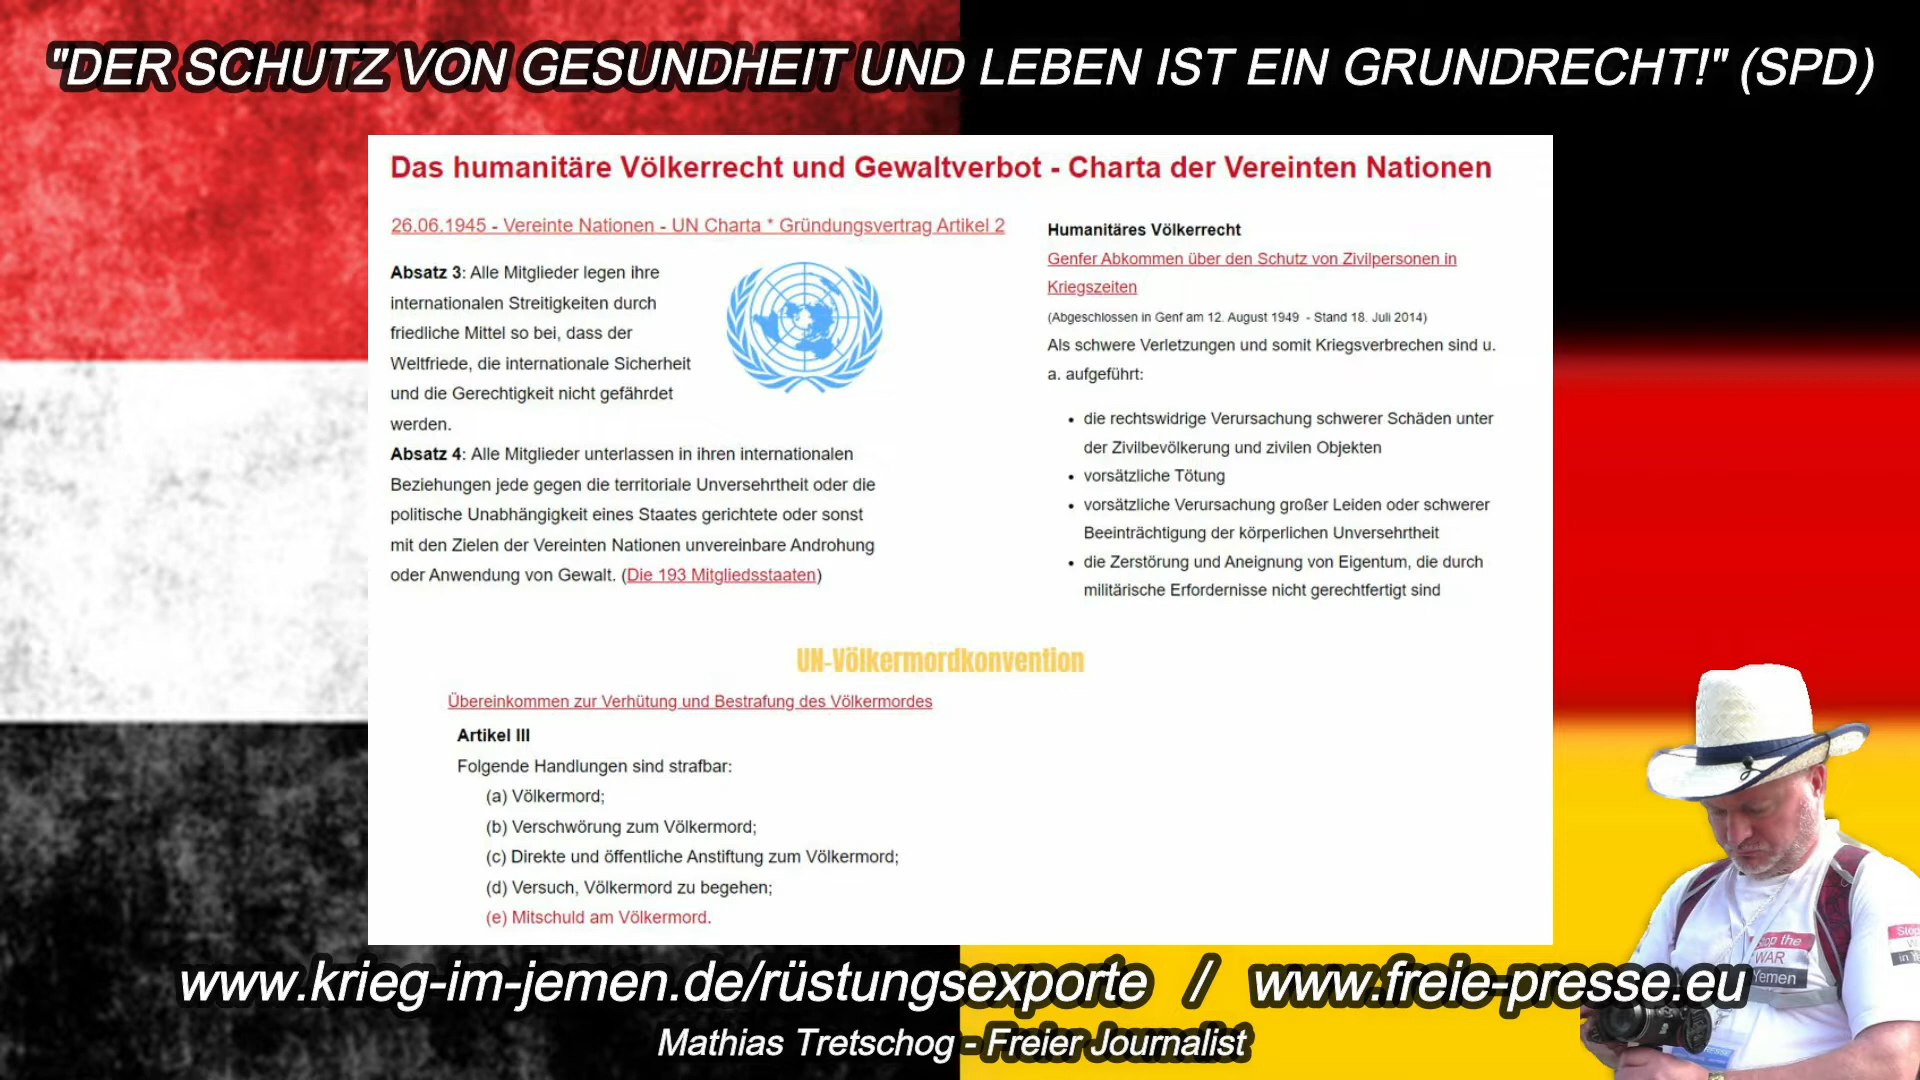 "DER SCHUTZ VON GESUNDHEIT UND LEBEN IST EIN GRUNDRECHT!" (SPD)
Das humanitäre Völkerrecht und Gewaltverbot - Charta der Vereinten Nationen
26.06.1945 - Vereinte Nationen - UN Charta * Gründungsvertrag Artikel 2
Absatz 3: Alle Mitglieder legen ihre
internationalen Streitigkeiten durch
friedliche Mittel so bei, dass der
Weltfriede, die internationale Sicherheit
und die Gerechtigkeit nicht gefährdet
werden.
Absatz 4: Alle Mitglieder unterlassen in ihren internationalen
Beziehungen jede gegen die territoriale Unversehrtheit oder die
politische Unabhängigkeit eines Staates gerichtete oder sonst
mit den Zielen der Vereinten Nationen unvereinbare Androhung
oder Anwendung von Gewalt. (Die 193 Mitgliedsstaaten)
Humanitäres Völkerrecht
Genfer Abkommen über den Schutz von Zivilpersonen in
Kriegszeiten
(Abgeschlossen in Genf am 12. August 1949 - Stand 18. Juli 2014)
Als schwere Verletzungen und somit Kriegsverbrechen sind u.
a. aufgeführt:
• die rechtswidrige Verursachung schwerer Schäden unter
der Zivilbevölkerung und zivilen Objekten
• vorsätzliche Tötung
• vorsätzliche Verursachung großer Leiden oder schwerer
Beeinträchtigung der körperlichen Unversehrtheit
• die Zerstörung und Aneignung von Eigentum, die durch
militärische Erfordernisse nicht gerechtfertigt sind
UN-Völkermordkonvention
Übereinkommen zur Verhütung und Bestrafung des Völkermordes
Artikel III
Folgende Handlungen sind strafbar:
(a) Völkermord;
(b) Verschwörung zum Völkermord;
(c) Direkte und öffentliche Anstiftung zum Völkermord;
(d) Versuch, Völkermord zu begehen;
(e) Mitschuld am Völkermord.
the
WAR
Yemen
www.krieg-im-jemen.de/rüstungsexporte / www.freie-presse.eu
Mathias Tretschog - Freier Journalist